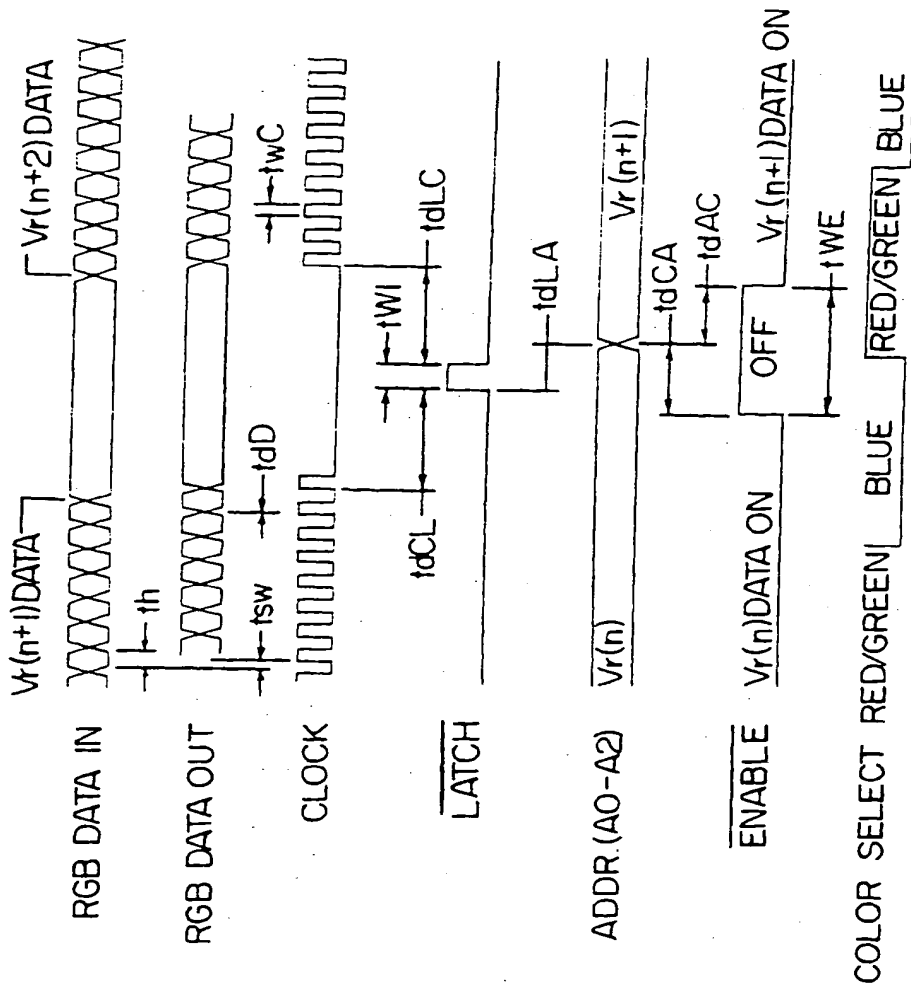 Vr(n+1)DATA
Vr(n+2)DATA
RGB DATA IN
th
RGB DATA OUT
tsw
tdD
twC
CLOCK
tdCL
tWI
tdLC
LATCH
tdLA
ADDR.(A0-A2)
Vr(n)
Vr(n+1)
tdCA
tdAC
ENABLE
Vr(n)DATA ON
OFF
Vr(n+1)DATA ON
tWE
COLOR SELECT RED/GREEN BLUE RED/GREEN BLUE